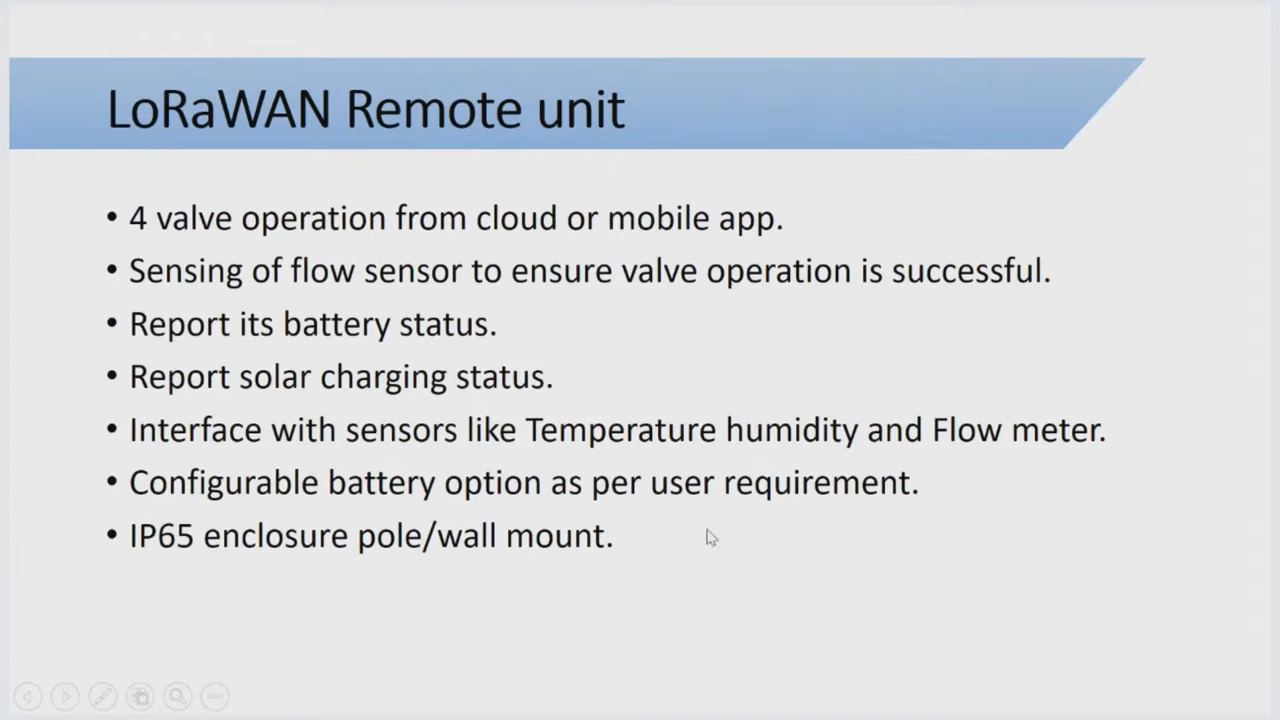 LoRaWAN Remote unit
• 4 valve operation from cloud or mobile app.
• Sensing of flow sensor to ensure valve operation is successful.
• Report its battery status.
• Report solar charging status.
• Interface with sensors like Temperature humidity and Flow meter.
• Configurable battery option as per user requirement.
• IP65 enclosure pole/wall mount.